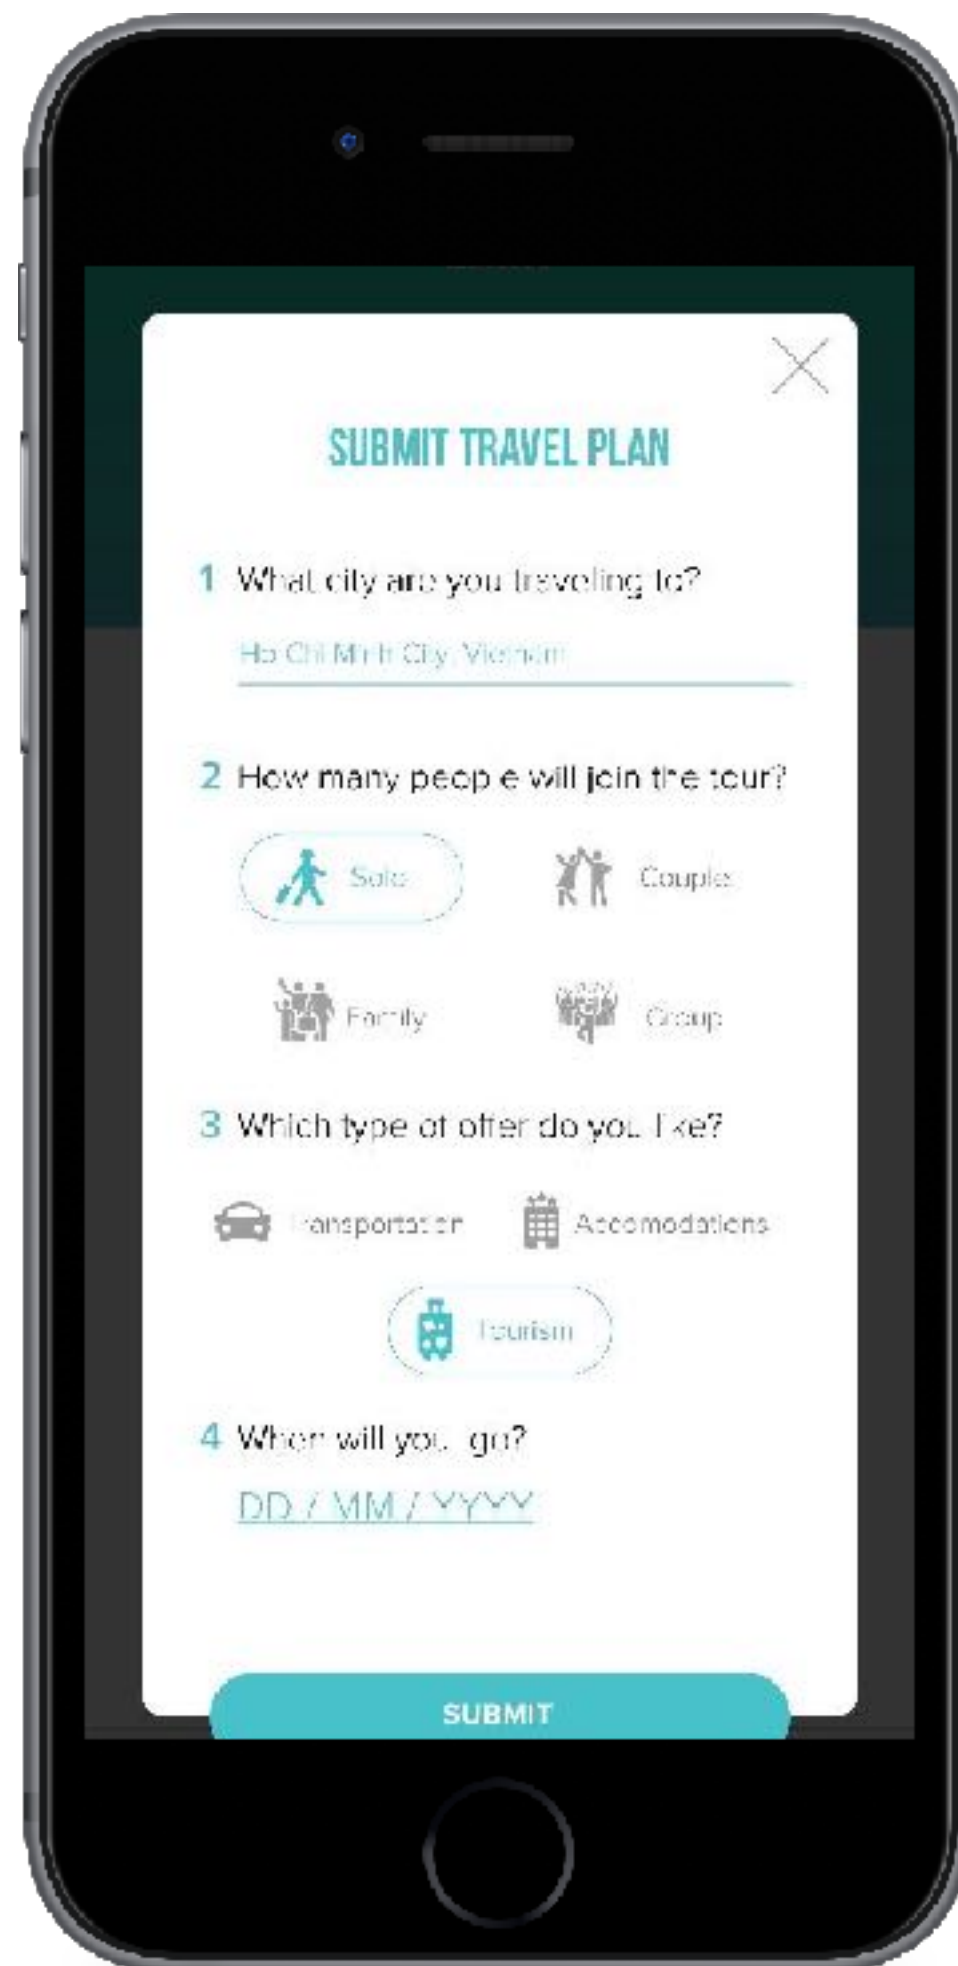 SUBMIT TRAVEL PLAN
1 What city are you traveling to?
Ho Chi Minh City, Vietnam
2 How many people will join the tour?
Solo
Couple
Family
Group
3 Which type of offer do you like?
Transportation
Accomodations
Tourism
4 When will you go?
DD / MM / YYYY
SUBMIT